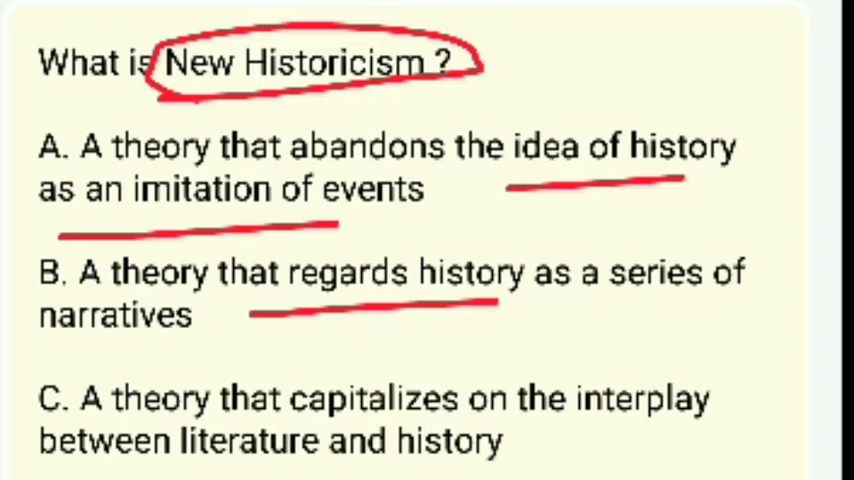 What is New Historicism ?
A. A theory that abandons the idea of history
as an imitation of events
B. A theory that regards history as a series of
narratives
C. A theory that capitalizes on the interplay
between literature and history